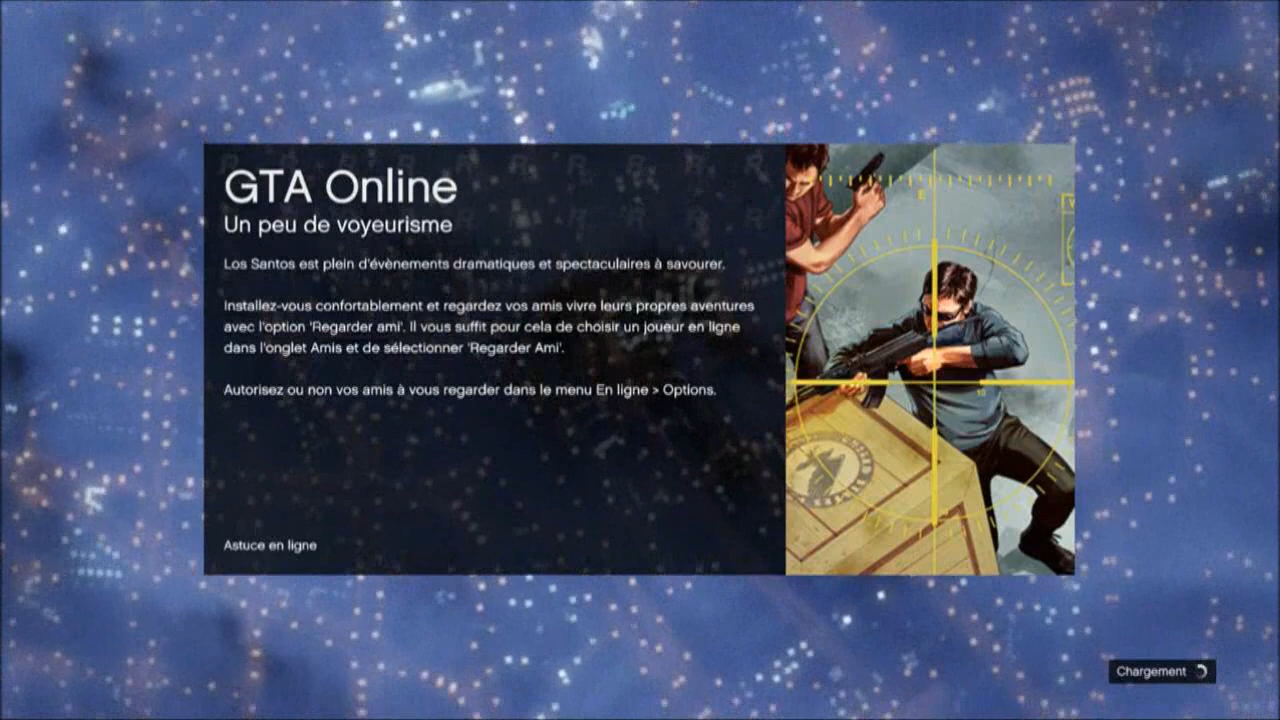 GTA Online
Un peu de voyeurisme
Los Santos est plein d'évènements dramatiques et spectaculaires à savourer.
Installez-vous confortablement et regardez vos amis vivre leurs propres aventures
avec l'option 'Regarder ami'. Il vous suffit pour cela de choisir un joueur en ligne
dans l'onglet Amis et de sélectionner 'Regarder Ami'.
Autorisez ou non vos amis à vous regarder dans le menu En ligne > Options.
Astuce en ligne
E
10
Chargement